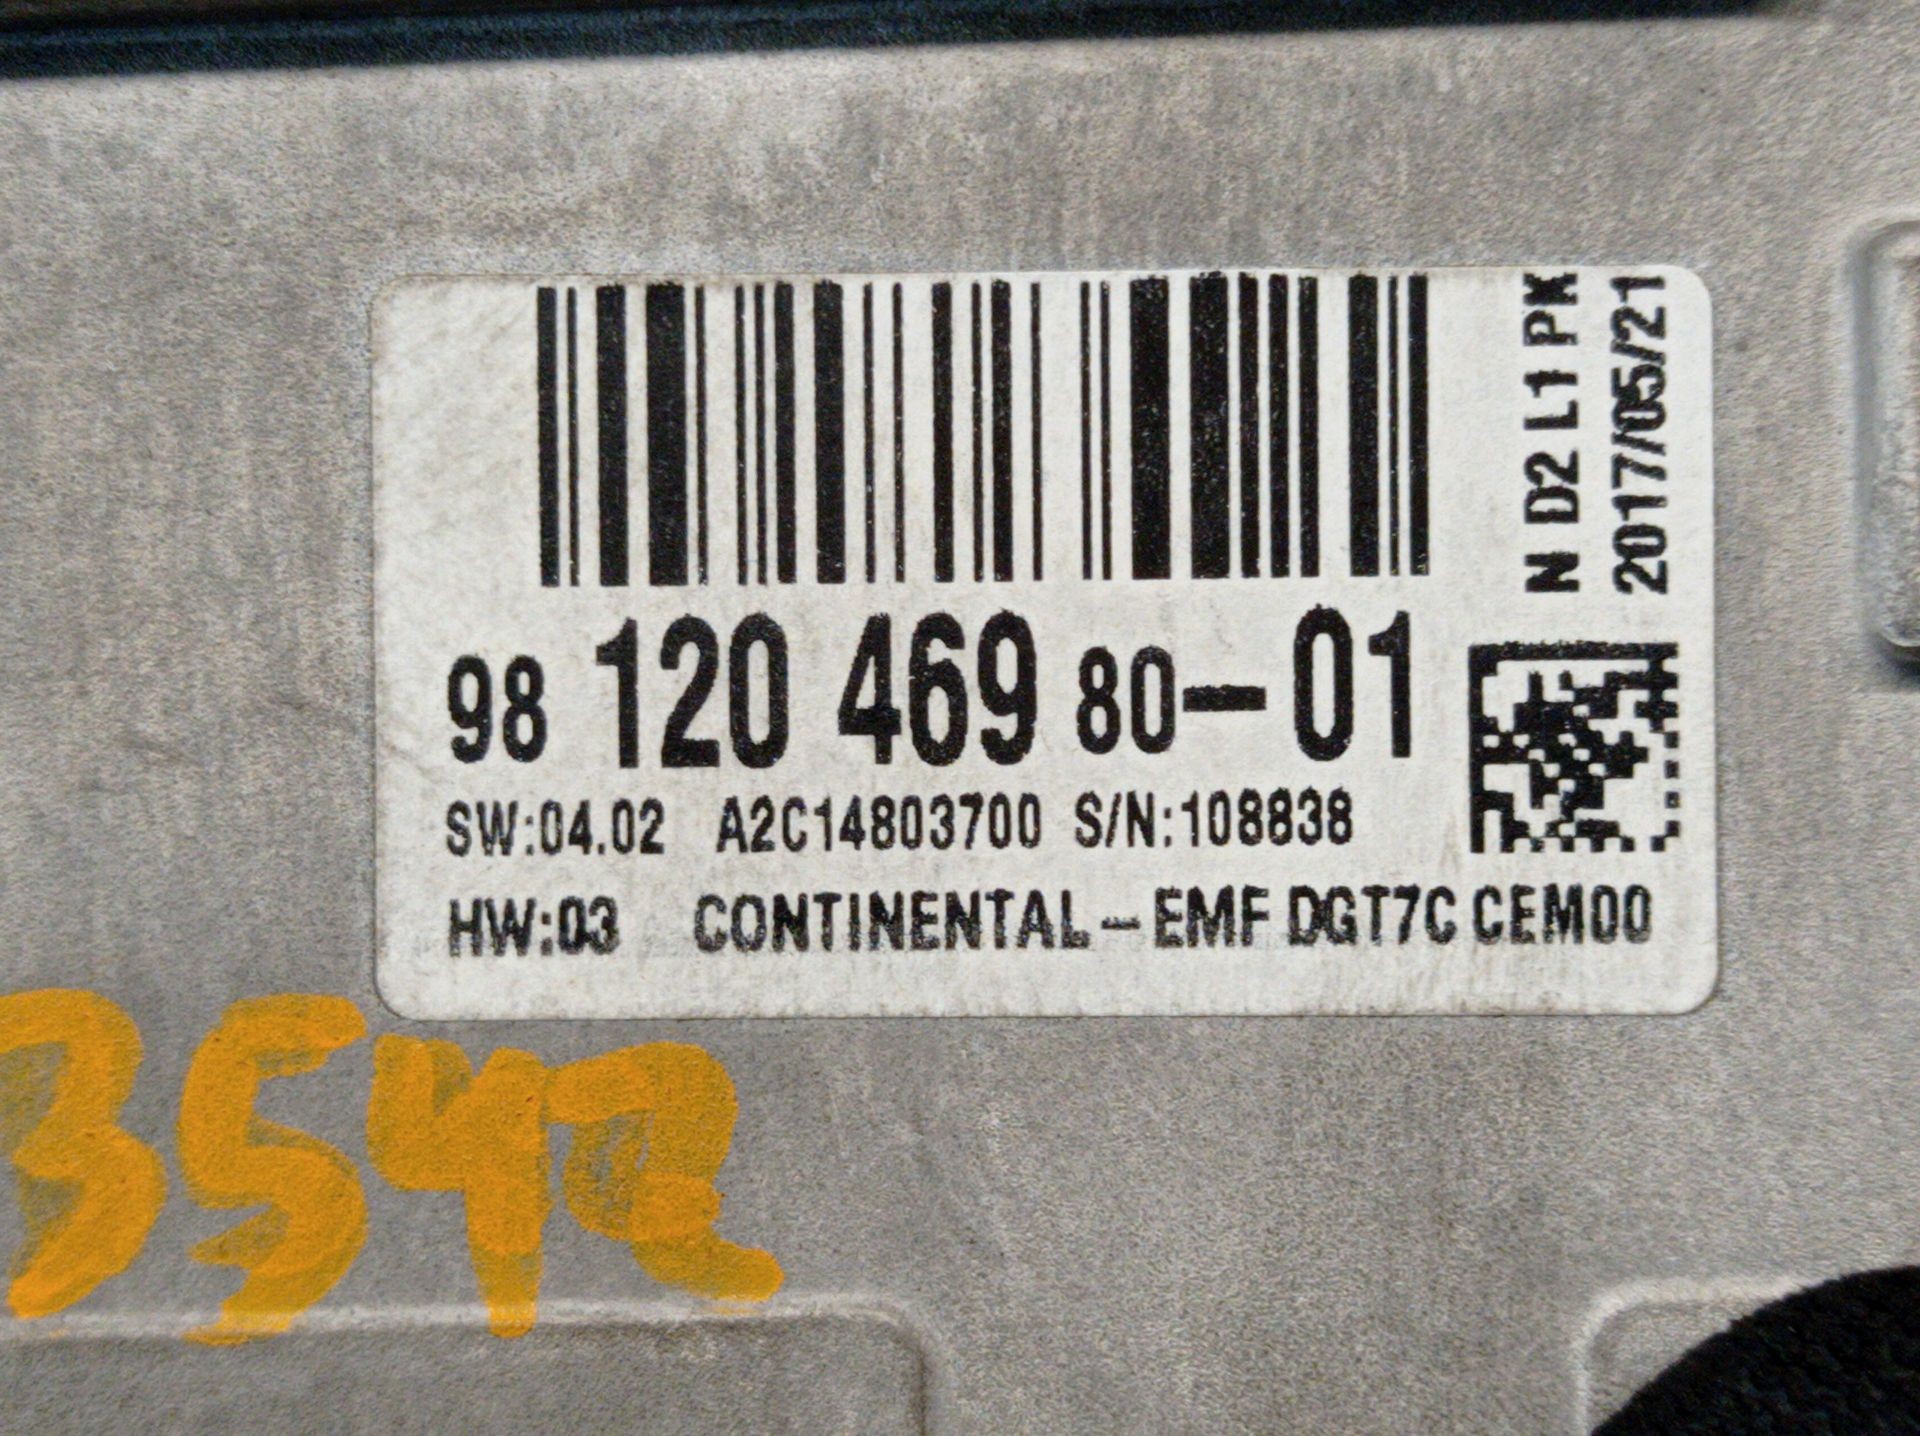 N D2 L1 PK
2017/05/21
98 120 469 80-01
SW:04.02 A2C14803700 S/N:108838
HW:03 CONTINENTAL-EMF DGT7C CEM00
3542